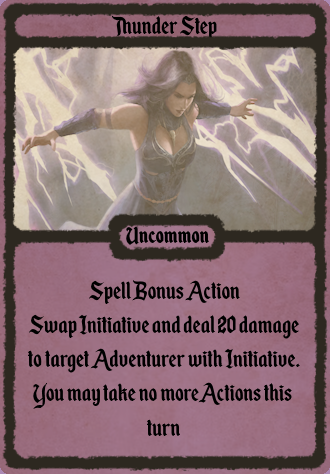 Thunder Step
Uncommon
Spell Bonus Action
Swap Initiative and deal 20 damage
to target Adventurer with Initiative.
You may take no more Actions this
turn